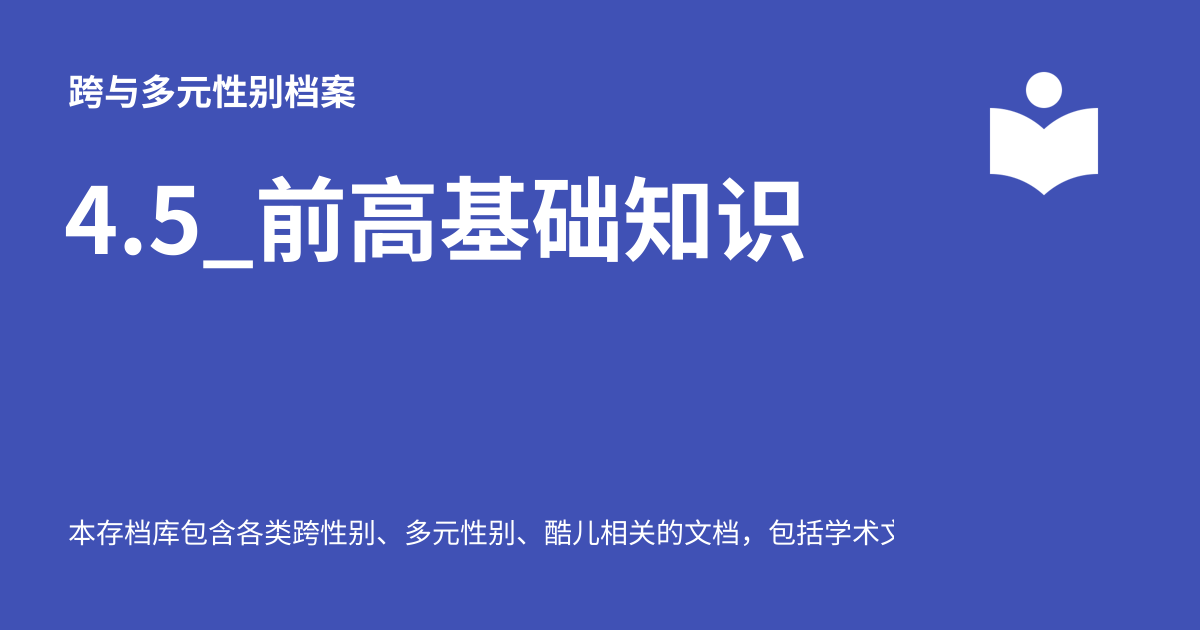 跨与多元性别档案
4.5_前高基础知识
本存档库包含各类跨性别、多元性别、酷儿相关的文档，包括学术